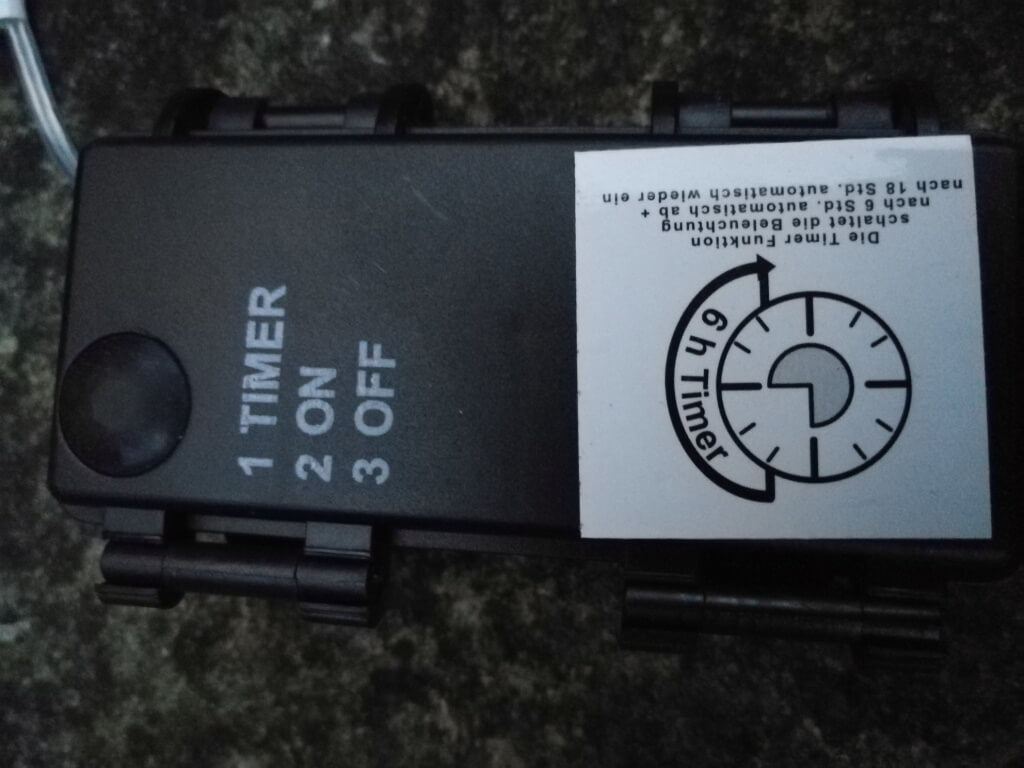 1 TIMER
2 ON
3 OFF
6 h Timer
Die Timer Funktion
schaltet die Beleuchtung
nach 6 Std. automatisch ab +
nach 18 Std. automatisch wieder ein